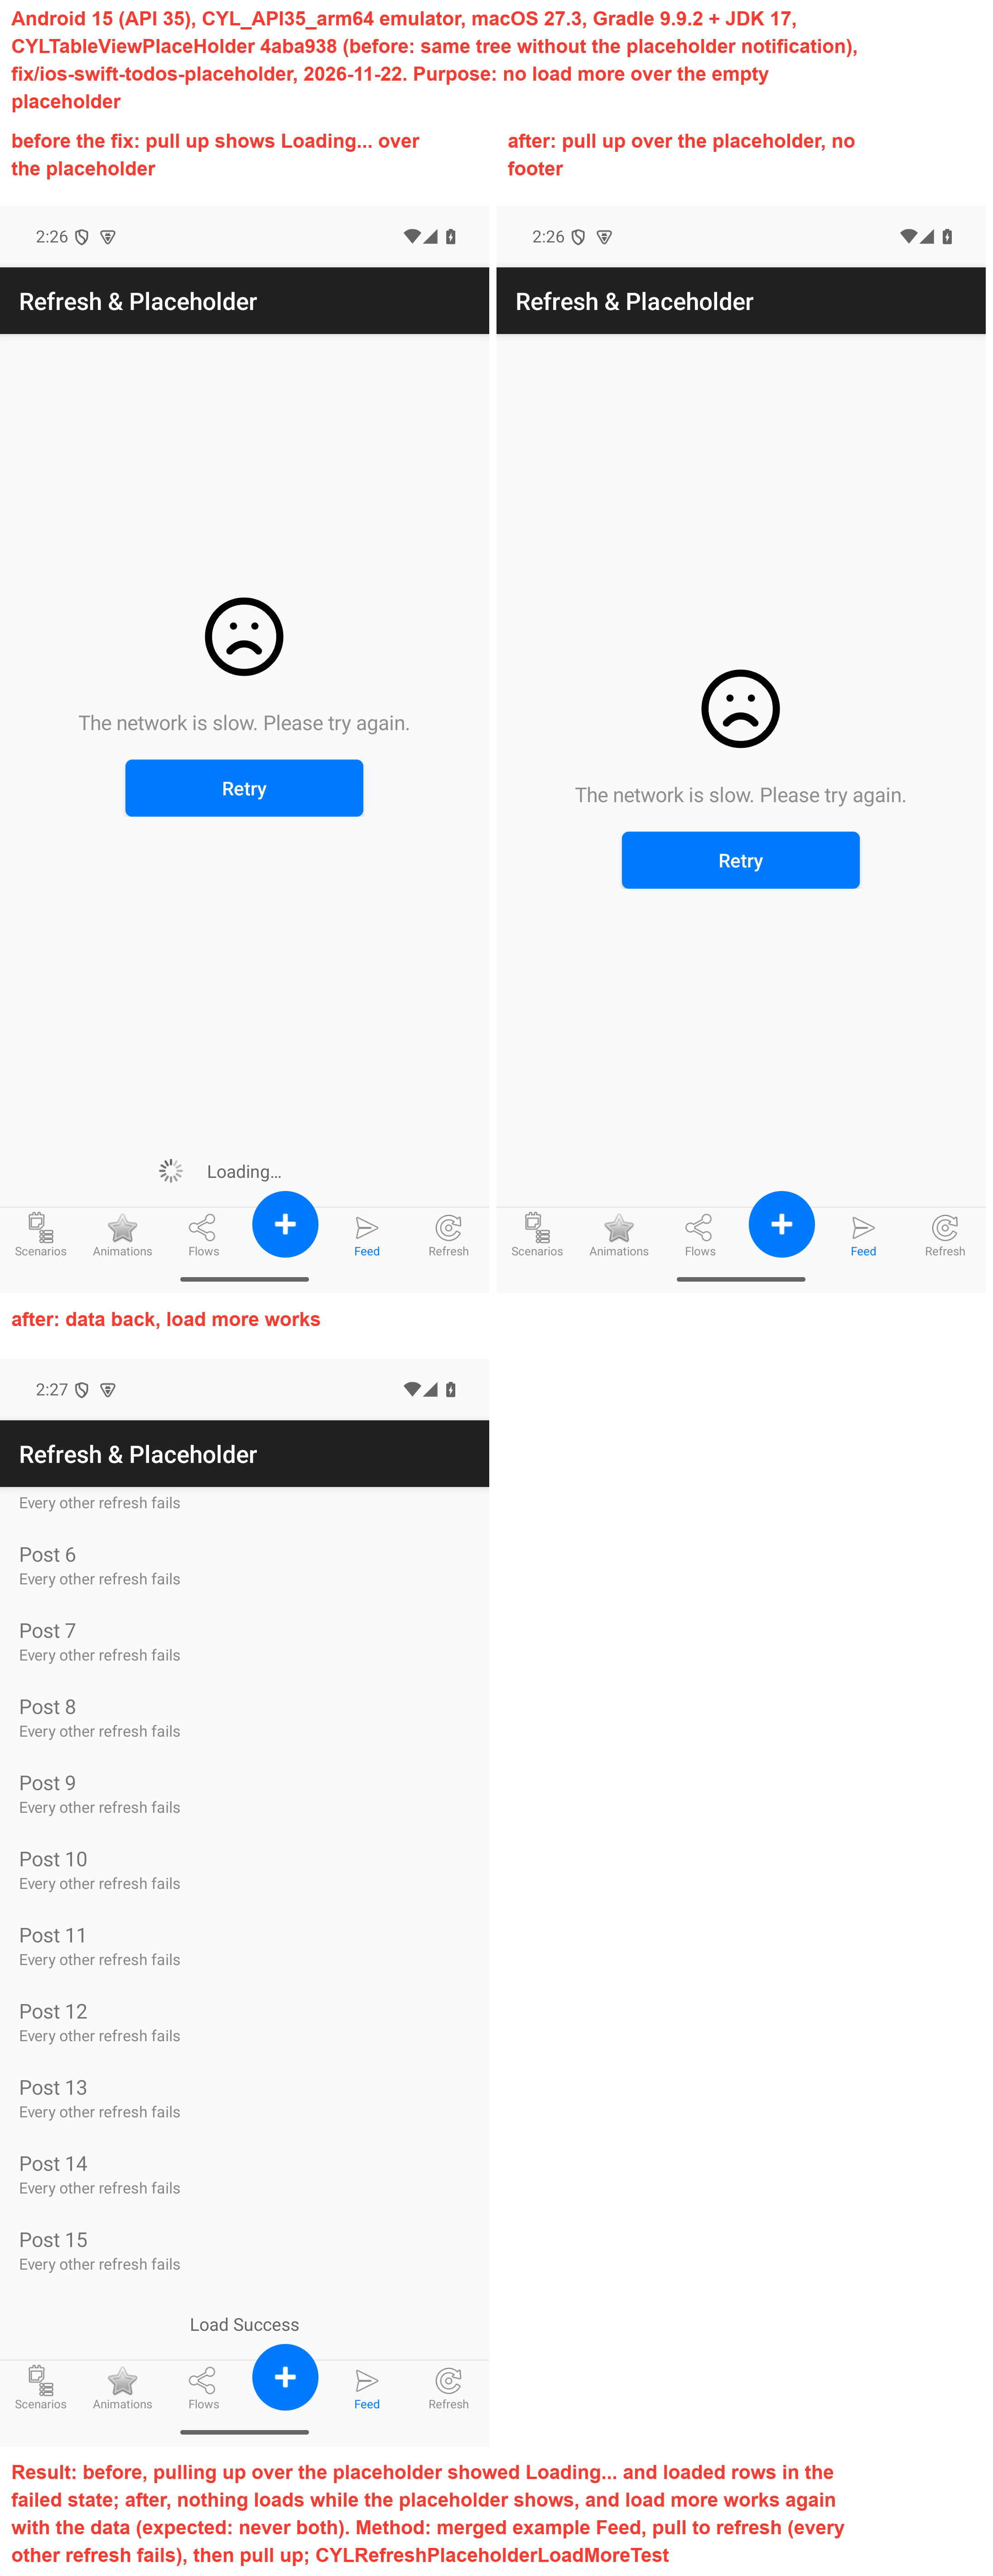 Android 15 (API 35), CYL_API35_arm64 emulator, macOS 27.3, Gradle 9.9.2 + JDK 17,
CYLTableViewPlaceHolder 4aba938 (before: same tree without the placeholder notification),
fix/ios-swift-todos-placeholder, 2026-11-22. Purpose: no load more over the empty
placeholder
before the fix: pull up shows Loading... over
the placeholder
after: pull up over the placeholder, no
footer
2:26
Refresh & Placeholder
The network is slow. Please try again.
Retry
Loading...
Scenarios
Animations
Flows
Feed
Refresh
2:26
Refresh & Placeholder
The network is slow. Please try again.
Retry
Scenarios
Animations
Flows
Feed
Refresh
after: data back, load more works
2:27
Refresh & Placeholder
Every other refresh fails
Post 6
Every other refresh fails
Post 7
Every other refresh fails
Post 8
Every other refresh fails
Post 9
Every other refresh fails
Post 10
Every other refresh fails
Post 11
Every other refresh fails
Post 12
Every other refresh fails
Post 13
Every other refresh fails
Post 14
Every other refresh fails
Post 15
Every other refresh fails
Load Success
Scenarios
Animations
Flows
Feed
Refresh
Result: before, pulling up over the placeholder showed Loading... and loaded rows in the
failed state; after, nothing loads while the placeholder shows, and load more works again
with the data (expected: never both). Method: merged example Feed, pull to refresh (every
other refresh fails), then pull up; CYLRefreshPlaceholderLoadMoreTest